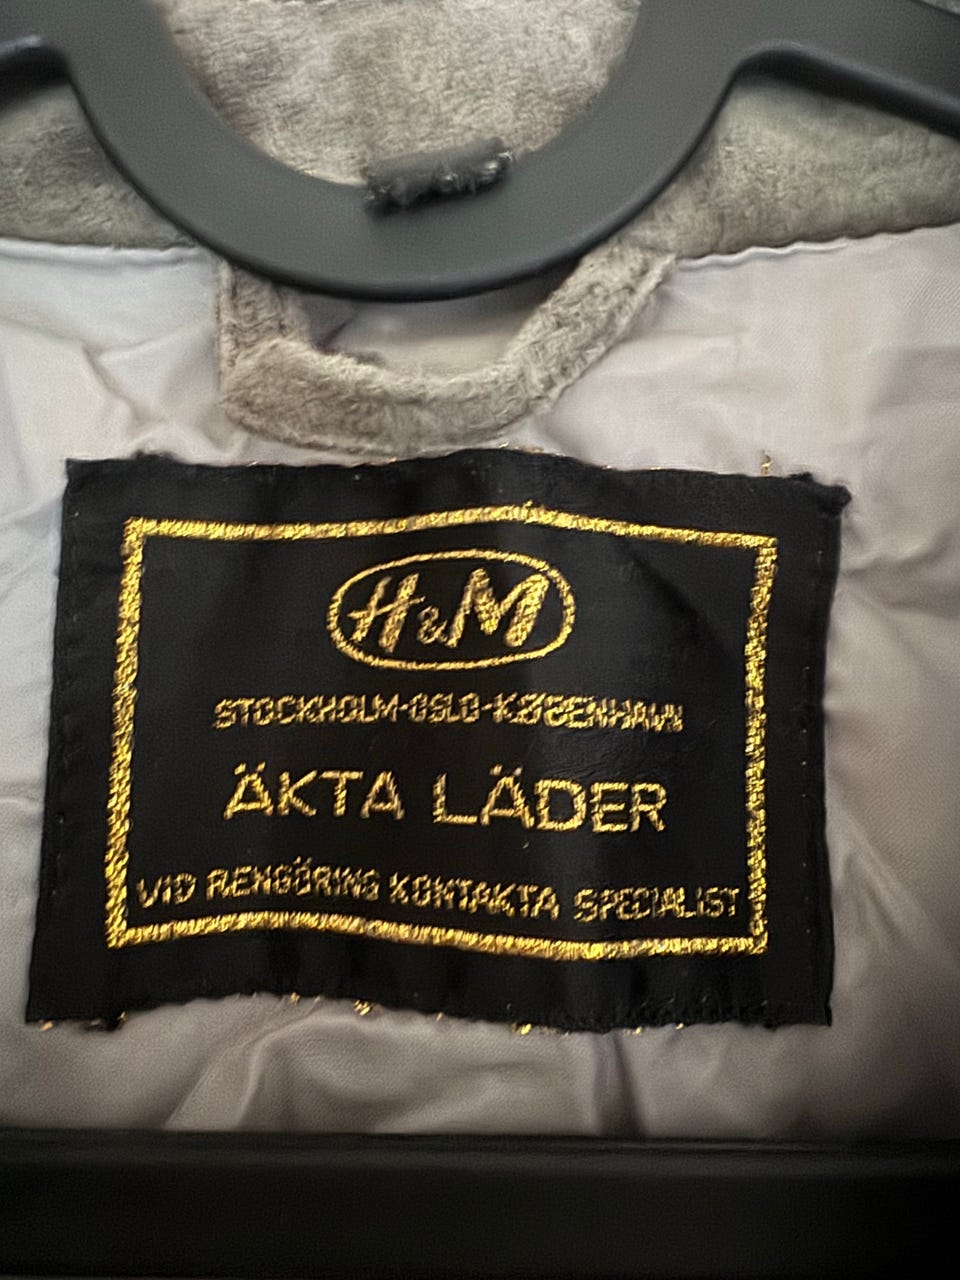 H&M
STOCKHOLM-OSLO-KØBENHAVN
ÄKTA LÄDER
VID RENGÖRING KONTAKTA SPECIALIST